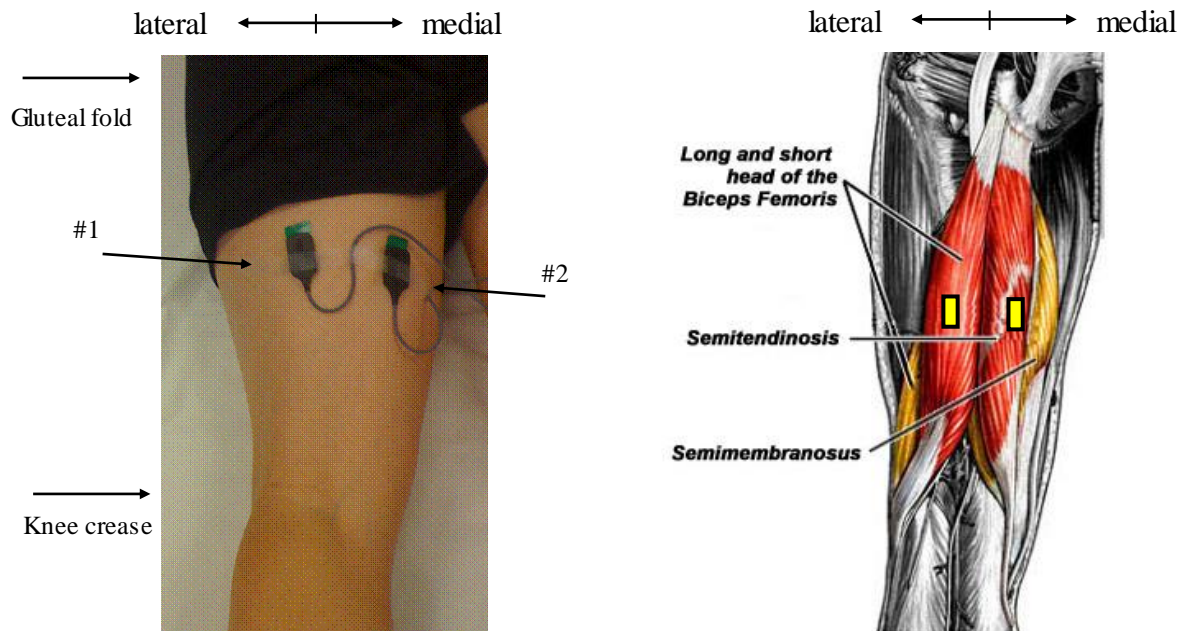 lateral medial
Gluteal fold
#1
#2
Knee crease
lateral medial
Long and short
head of the
Biceps Femoris
Semitendinosis
Semimembranosus